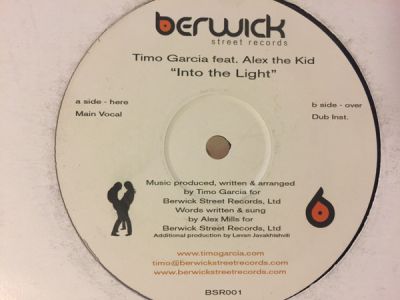 berwick
street records
Timo Garcia feat. Alex the Kid
"Into the Light"
a side - here
Main Vocal
b side - over
Dub Inst.
Music produced, written & arranged
by Timo Garcia for
Berwick Street Records, Ltd
Words written & sung
by Alex Mills for
Berwick Street Records, Ltd
Additional production by Levan Javakhishvili
www.timogarcia.com
timo@berwickstreetrecords.com
www.berwickstreetrecords.com
BSR001